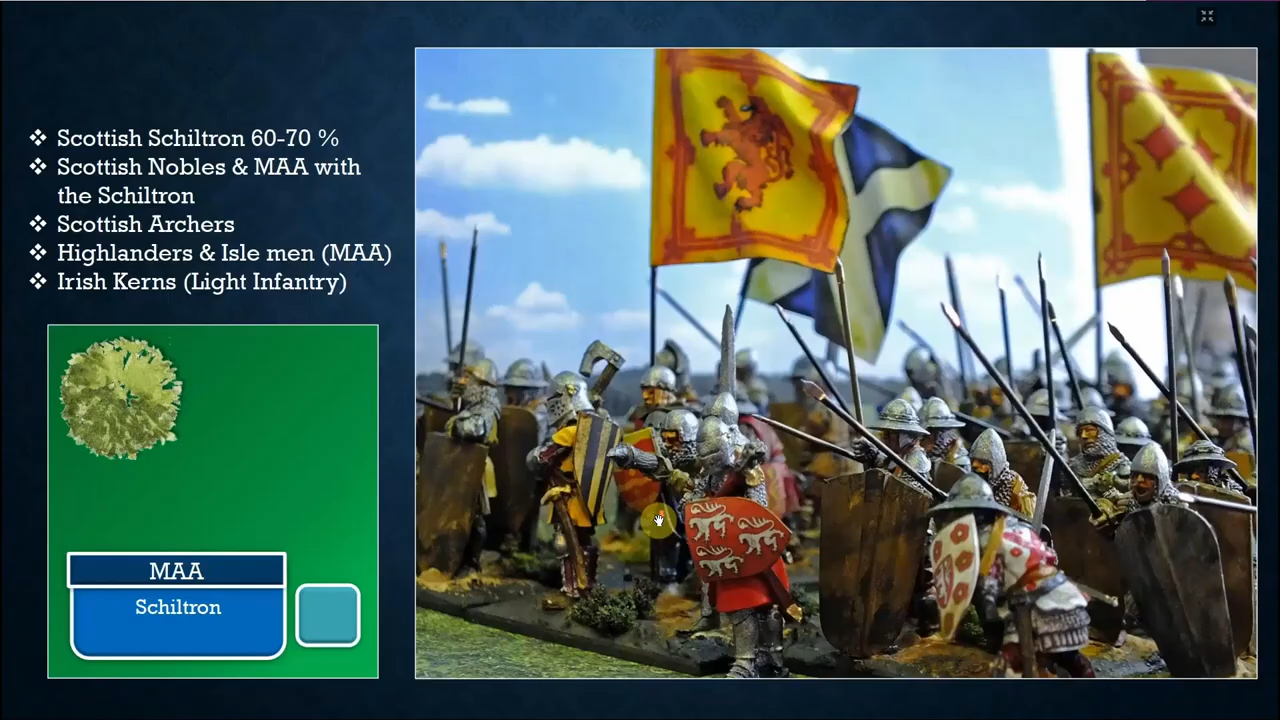 Scottish Schiltron 60-70 %
Scottish Nobles & MAA with
the Schiltron
Scottish Archers
Highlanders & Isle men (MAA)
Irish Kerns (Light Infantry)
MAA
Schiltron